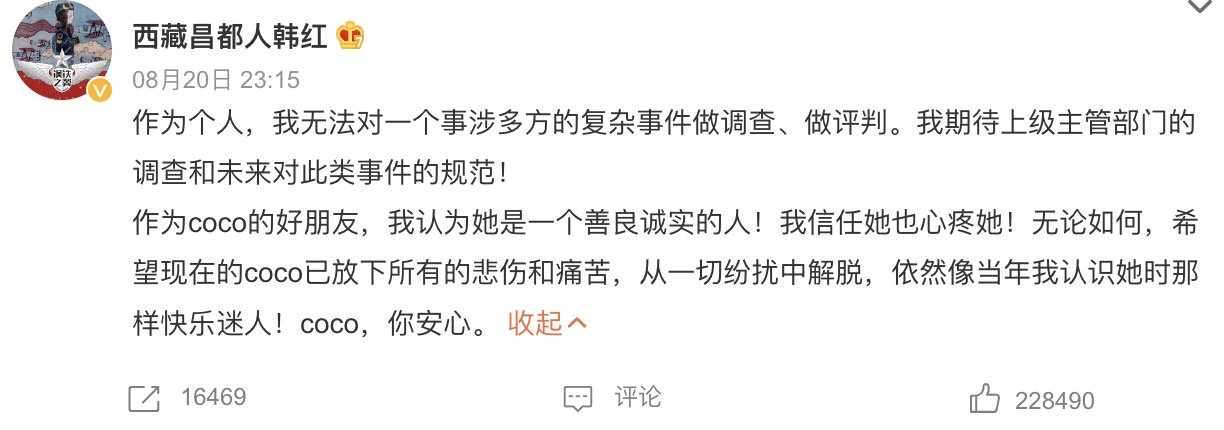 西藏昌都人韩红
08月20日 23:15
作为个人，我无法对一个事涉多方的复杂事件做调查、做评判。我期待上级主管部门的
调查和未来对此类事件的规范！
作为coco的好朋友，我认为她是一个善良诚实的人！我信任她也心疼她！无论如何，希
望现在的coco已放下所有的悲伤和痛苦，从一切纷扰中解脱，依然像当年我认识她时那
样快乐迷人！coco，你安心。 收起
16469
评论
228490